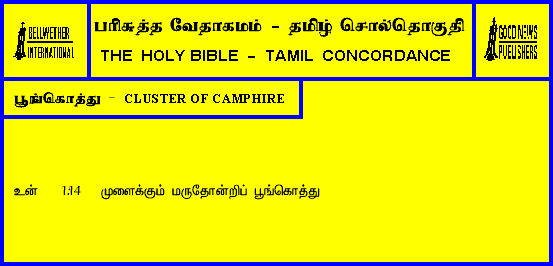 BELLWETHER
INTERNATIONAL
பரிசுத்த வேதாகமம் - தமிழ் சொல்தொகுதி
THE HOLY BIBLE - TAMIL CONCORDANCE
GOOD NEWS
PUBLISHERS
பூங்கொத்து - CLUSTER OF CAMPHIRE
உன் 1:14 முளைக்கும் மருதோன்றிப் பூங்கொத்து